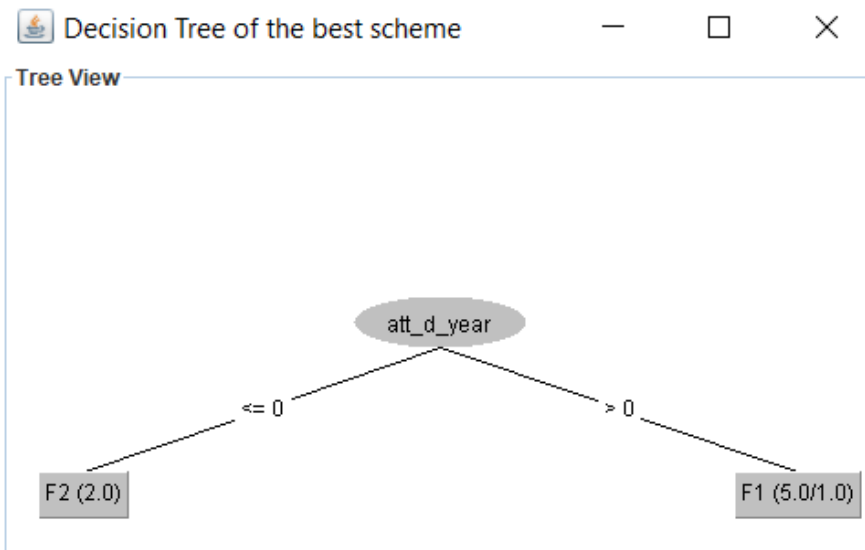 Decision Tree of the best scheme
Tree View
att_d_year
<= 0
> 0
F2 (2.0)
F1 (5.0/1.0)